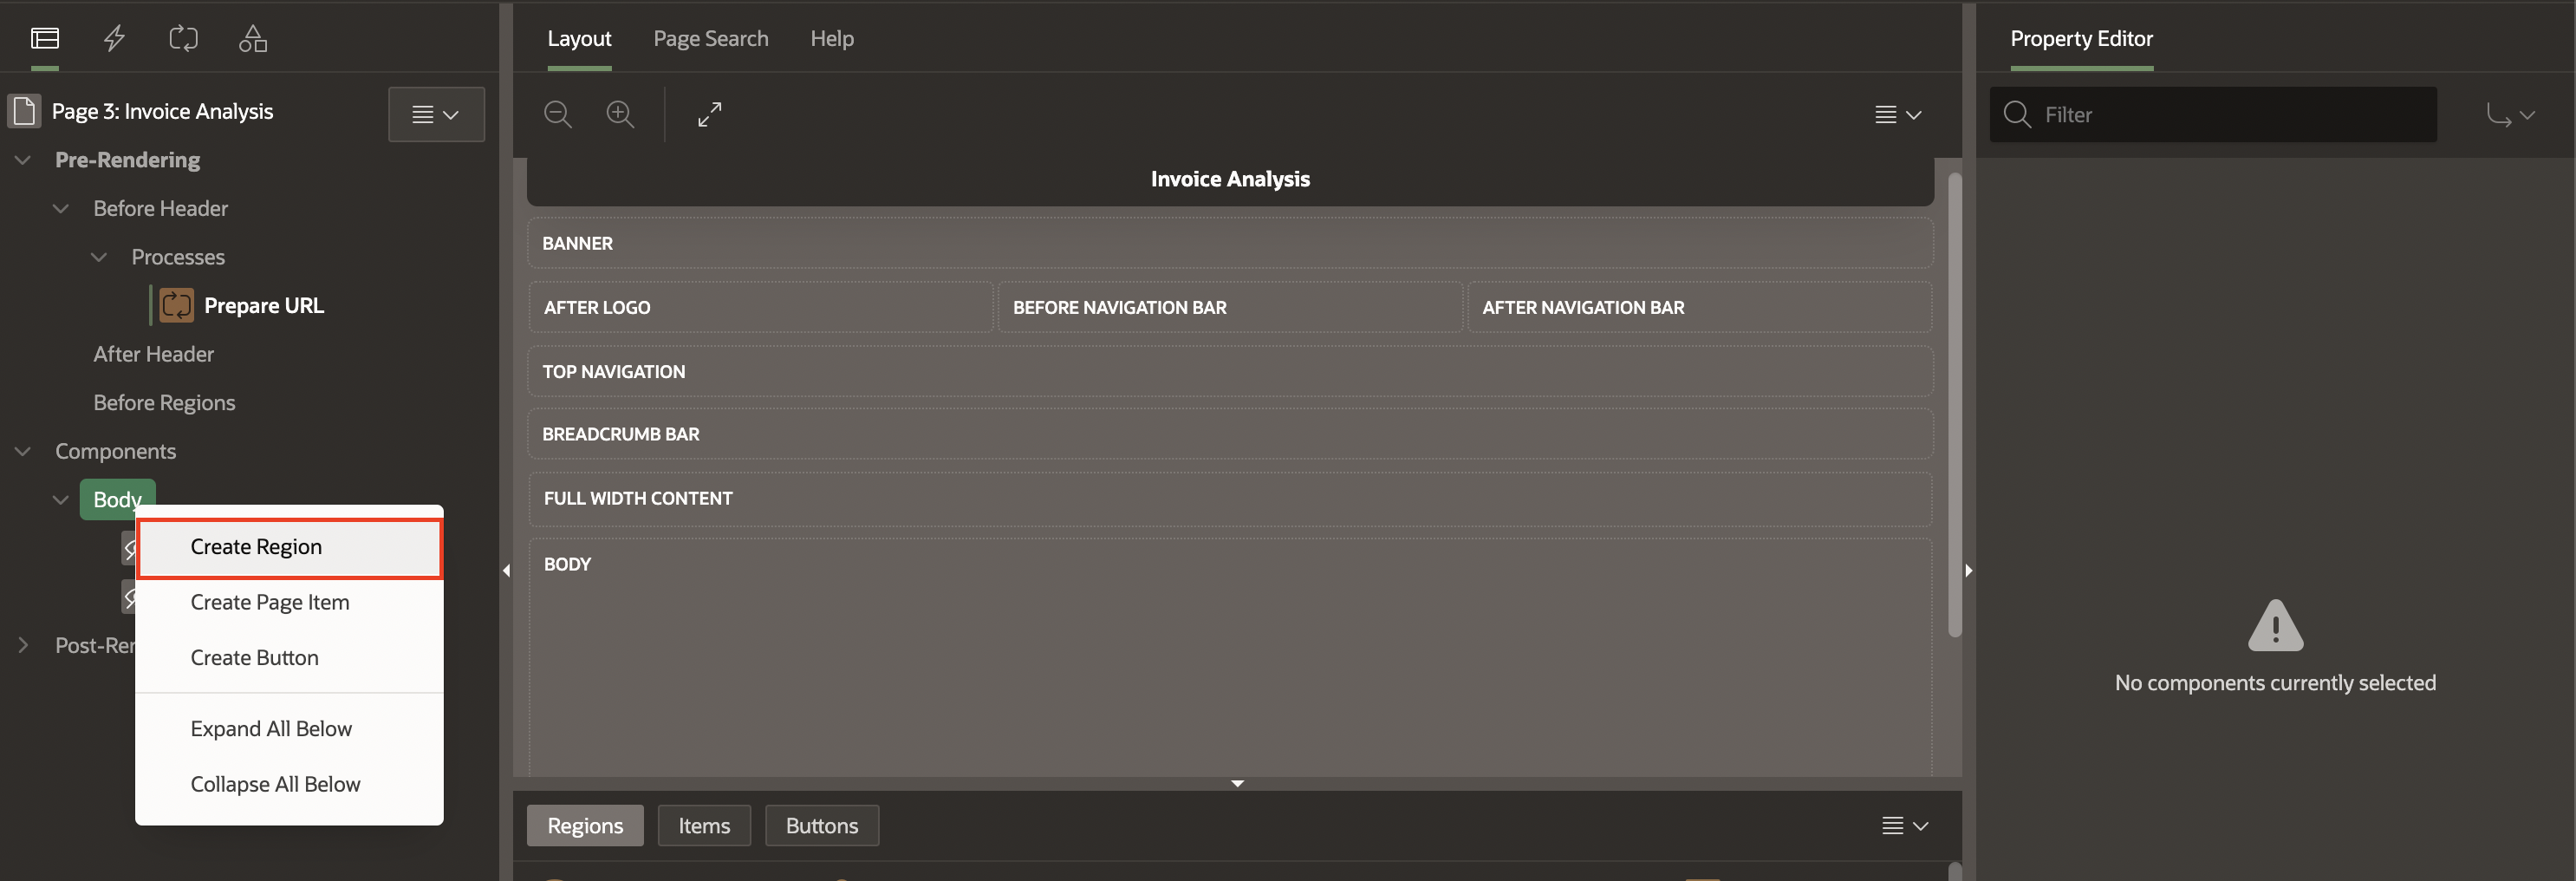 Layout
Page Search
Help
Property Editor
Page 3: Invoice Analysis
Filter
Pre-Rendering
Before Header
Processes
Prepare URL
After Header
Before Regions
Components
Body
Create Region
Create Page Item
Create Button
Post-Rer
Expand All Below
Collapse All Below
Invoice Analysis
BANNER
AFTER LOGO
BEFORE NAVIGATION BAR
AFTER NAVIGATION BAR
TOP NAVIGATION
BREADCRUMB BAR
FULL WIDTH CONTENT
BODY
Regions
Items
Buttons
No components currently selected